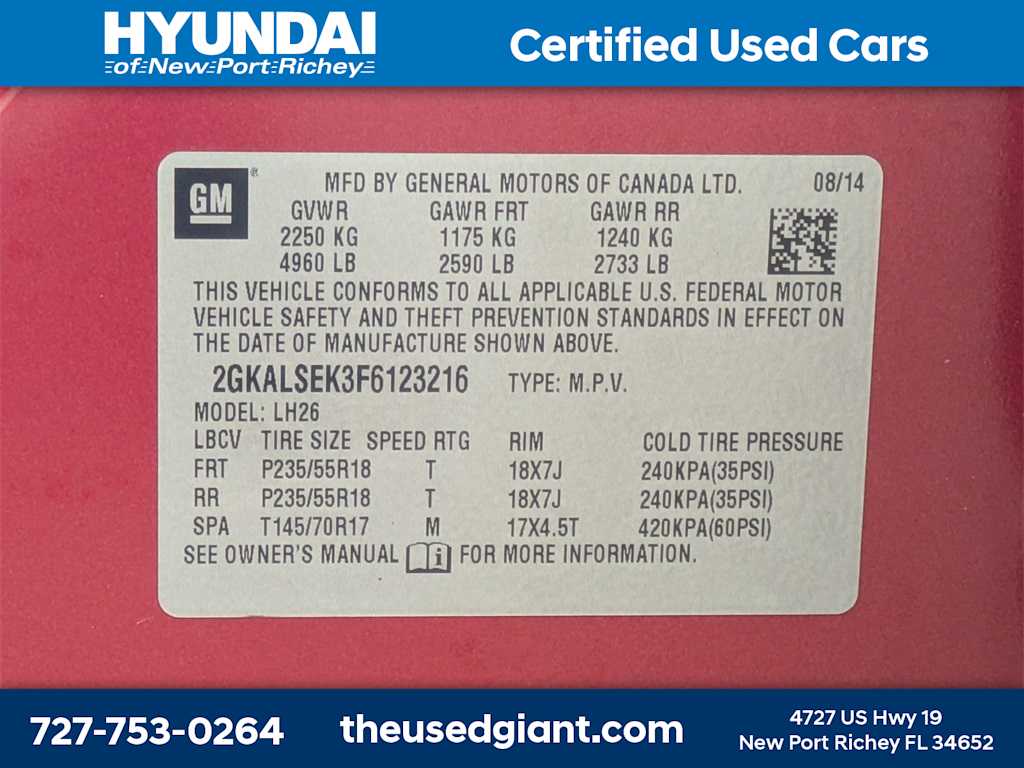 HYUNDAI
of New Port Richey
Certified Used Cars
GM®
MFD BY GENERAL MOTORS OF CANADA LTD. 08/14
GVWR GAWR FRT GAWR RR
2250 KG 1175 KG 1240 KG
4960 LB 2590 LB 2733 LB
THIS VEHICLE CONFORMS TO ALL APPLICABLE U.S. FEDERAL MOTOR
VEHICLE SAFETY AND THEFT PREVENTION STANDARDS IN EFFECT ON
THE DATE OF MANUFACTURE SHOWN ABOVE.
2GKALSEK3F6123216 TYPE: M.P.V.
MODEL: LH26
LBCV TIRE SIZE SPEED RTG RIM COLD TIRE PRESSURE
FRT P235/55R18 T 18X7J 240KPA(35PSI)
RR P235/55R18 T 18X7J 240KPA(35PSI)
SPA T145/70R17 M 17X4.5T 420KPA(60PSI)
SEE OWNER'S MANUAL i FOR MORE INFORMATION.
727-753-0264
theusedgiant.com
4727 US Hwy 19
New Port Richey FL 34652